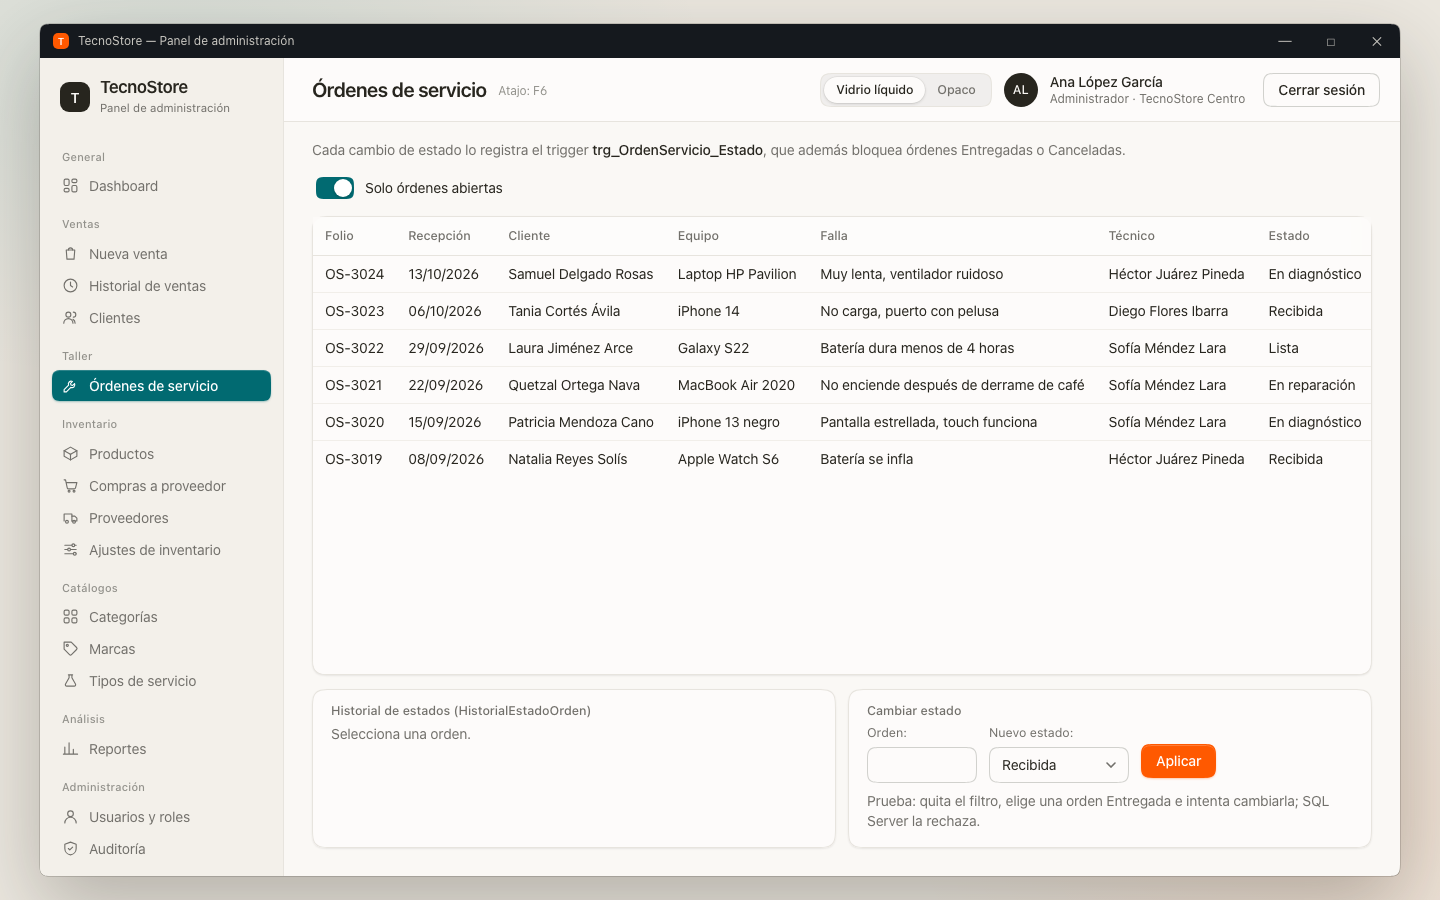 T TecnoStore — Panel de administración
T TecnoStore
Panel de administración
General
Dashboard
Ventas
Nueva venta
Historial de ventas
Clientes
Taller
Órdenes de servicio
Inventario
Productos
Compras a proveedor
Proveedores
Ajustes de inventario
Catálogos
Categorías
Marcas
Tipos de servicio
Análisis
Reportes
Administración
Usuarios y roles
Auditoría
Órdenes de servicio Atajo: F6
Vidrio líquido Opaco
AL Ana López García
Administrador · TecnoStore Centro
Cerrar sesión
Cada cambio de estado lo registra el trigger trg_OrdenServicio_Estado, que además bloquea órdenes Entregadas o Canceladas.
Solo órdenes abiertas
Folio Recepción Cliente Equipo Falla Técnico Estado
OS-3024 13/10/2026 Samuel Delgado Rosas Laptop HP Pavilion Muy lenta, ventilador ruidoso Héctor Juárez Pineda En diagnóstico
OS-3023 06/10/2026 Tania Cortés Ávila iPhone 14 No carga, puerto con pelusa Diego Flores Ibarra Recibida
OS-3022 29/09/2026 Laura Jiménez Arce Galaxy S22 Batería dura menos de 4 horas Sofía Méndez Lara Lista
OS-3021 22/09/2026 Quetzal Ortega Nava MacBook Air 2020 No enciende después de derrame de café Sofía Méndez Lara En reparación
OS-3020 15/09/2026 Patricia Mendoza Cano iPhone 13 negro Pantalla estrellada, touch funciona Sofía Méndez Lara En diagnóstico
OS-3019 08/09/2026 Natalia Reyes Solís Apple Watch S6 Batería se infla Héctor Juárez Pineda Recibida
Historial de estados (HistorialEstadoOrden)
Selecciona una orden.
Cambiar estado
Orden: Nuevo estado:
Recibida Aplicar
Prueba: quita el filtro, elige una orden Entregada e intenta cambiarla; SQL
Server la rechaza.